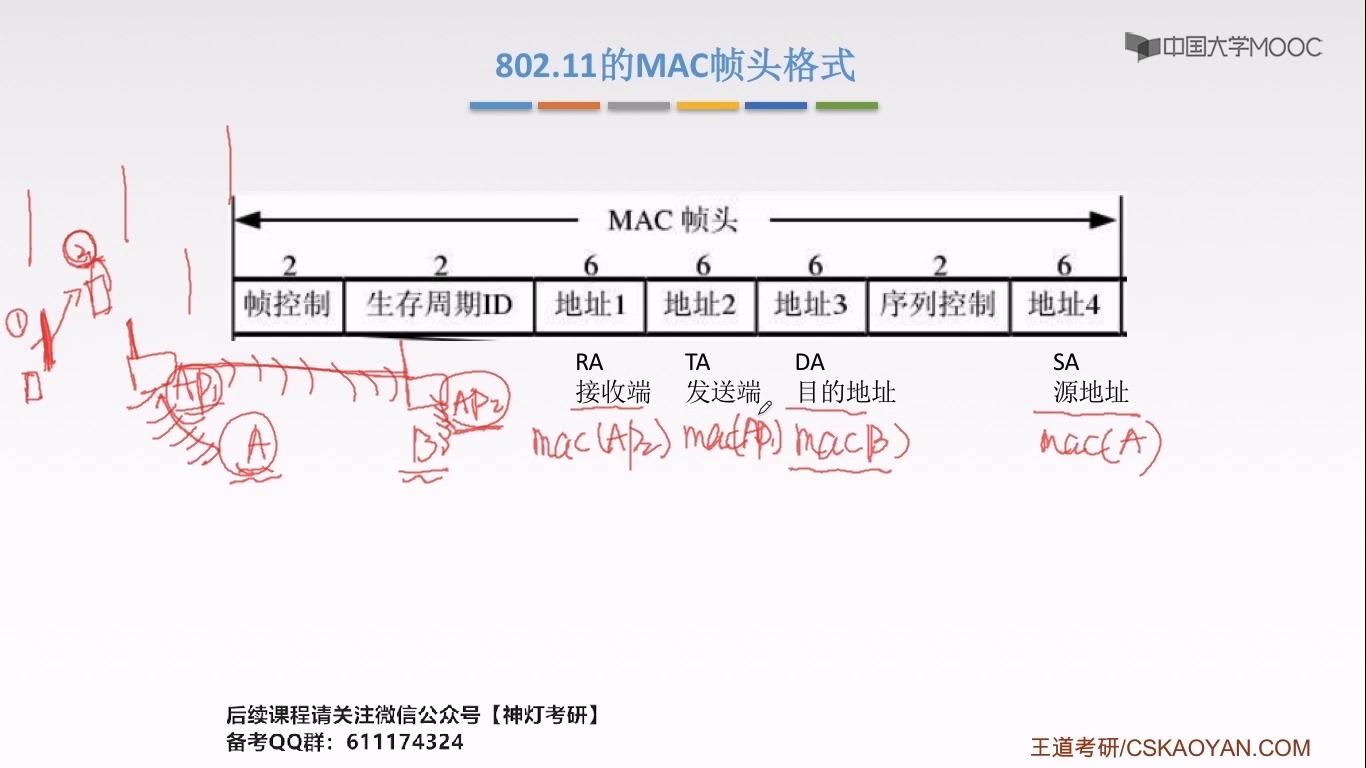 中国大学MOOC
802.11的MAC帧头格式
MAC 帧头
2 2 6 6 6 2 6
帧控制 生存周期ID 地址1 地址2 地址3 序列控制 地址4
RA TA DA SA
接收端 发送端 目的地址 源地址
mac(AP2) mac(AP1) mac(B) mac(A)
2
1
AP1
AP2
A
B
后续课程请关注微信公众号【神灯考研】
备考QQ群：611174324
王道考研/CSKAOYAN.COM